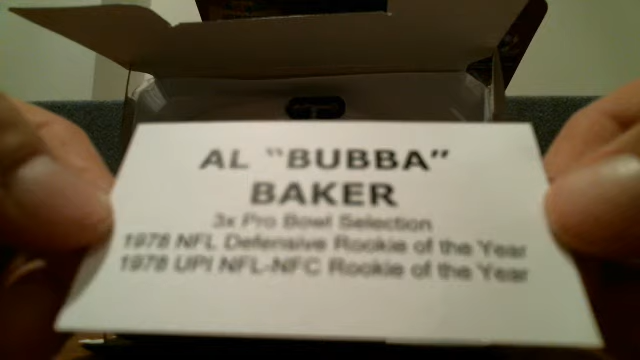 AL "BUBBA"
BAKER
3x Pro Bowl Selection
1978 NFL Defensive Rookie of the Year
1978 UPI NFL-NFC Rookie of the Year